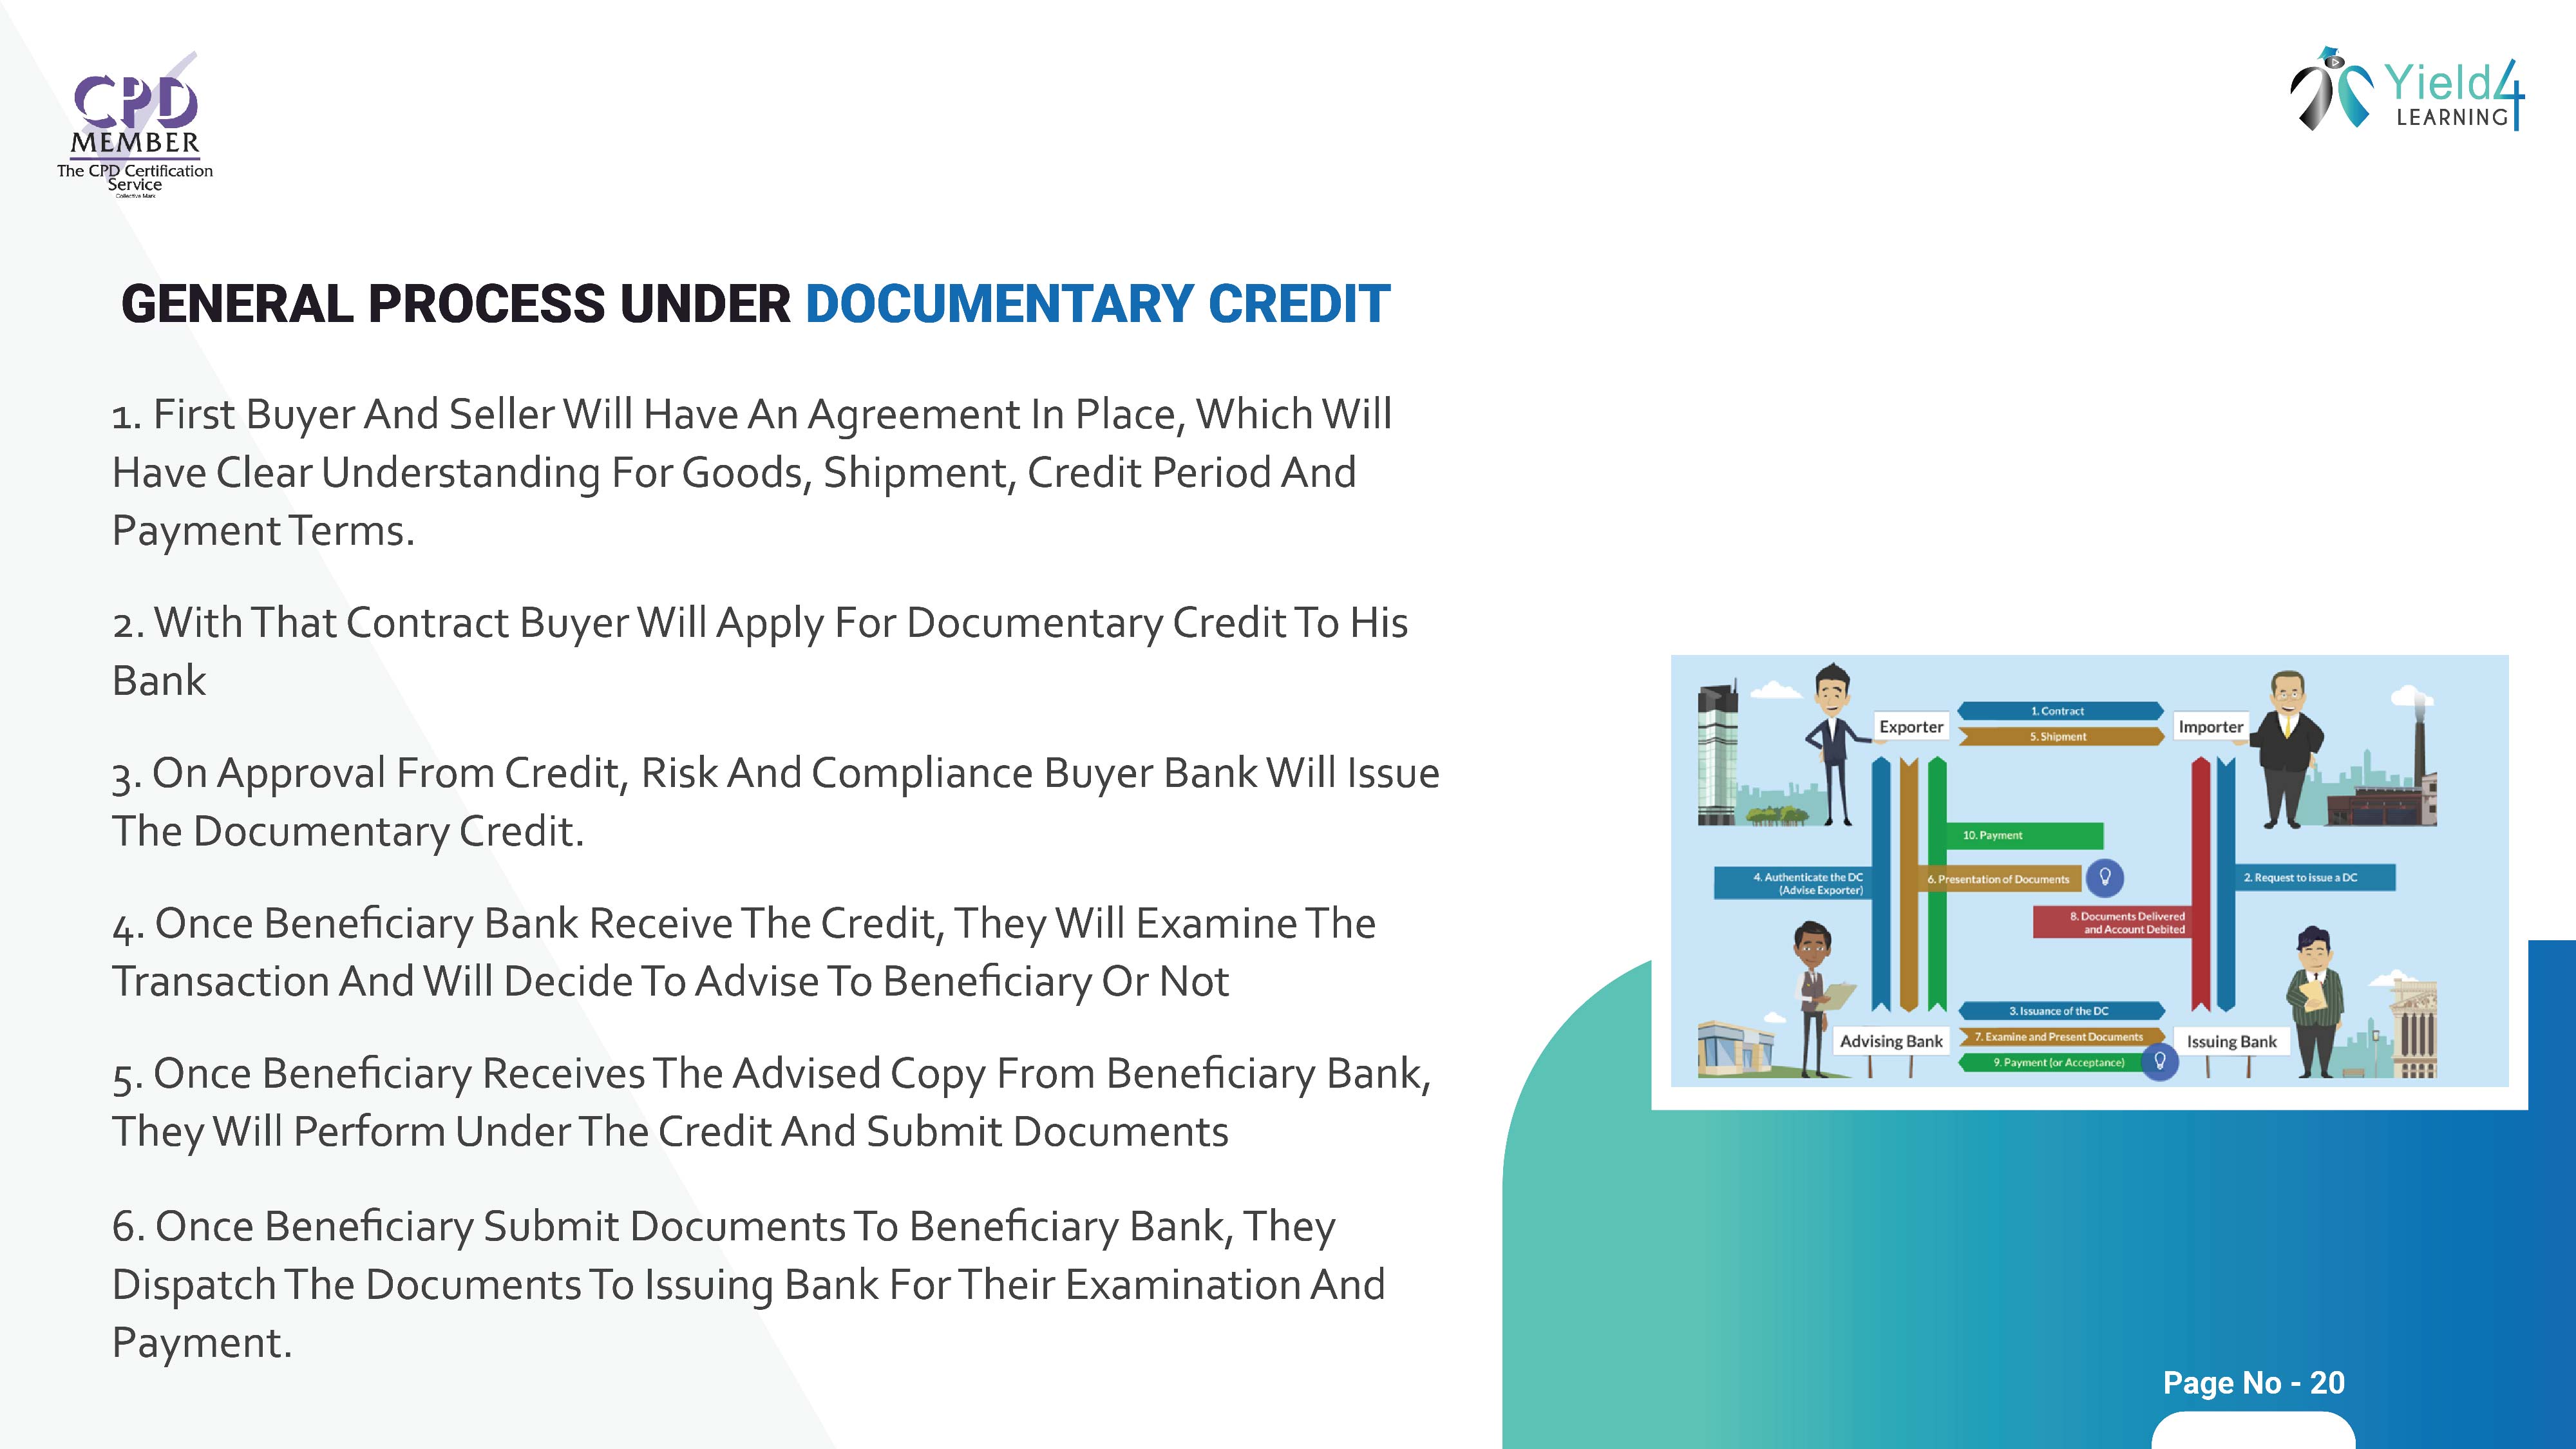 CPD
MEMBER
The CPD Certification
Service
Collective Mark
Yield4
LEARNING
GENERAL PROCESS UNDER DOCUMENTARY CREDIT
1. First Buyer And Seller Will Have An Agreement In Place, Which Will
Have Clear Understanding For Goods, Shipment, Credit Period And
Payment Terms.
2. With That Contract Buyer Will Apply For Documentary Credit To His
Bank
3. On Approval From Credit, Risk And Compliance Buyer Bank Will Issue
The Documentary Credit.
4. Once Beneficiary Bank Receive The Credit, They Will Examine The
Transaction And Will Decide To Advise To Beneficiary Or Not
5. Once Beneficiary Receives The Advised Copy From Beneficiary Bank,
They Will Perform Under The Credit And Submit Documents
6. Once Beneficiary Submit Documents To Beneficiary Bank, They
Dispatch The Documents To Issuing Bank For Their Examination And
Payment.
Exporter
1. Contract
5. Shipment
Importer
10. Payment
4. Authenticate the DC
(Advise Exporter)
6. Presentation of Documents
2. Request to issue a DC
8. Documents Delivered
and Account Debited
3. Issuance of the DC
Advising Bank
7. Examine and Present Documents
Issuing Bank
9. Payment (or Acceptance)
Page No - 20